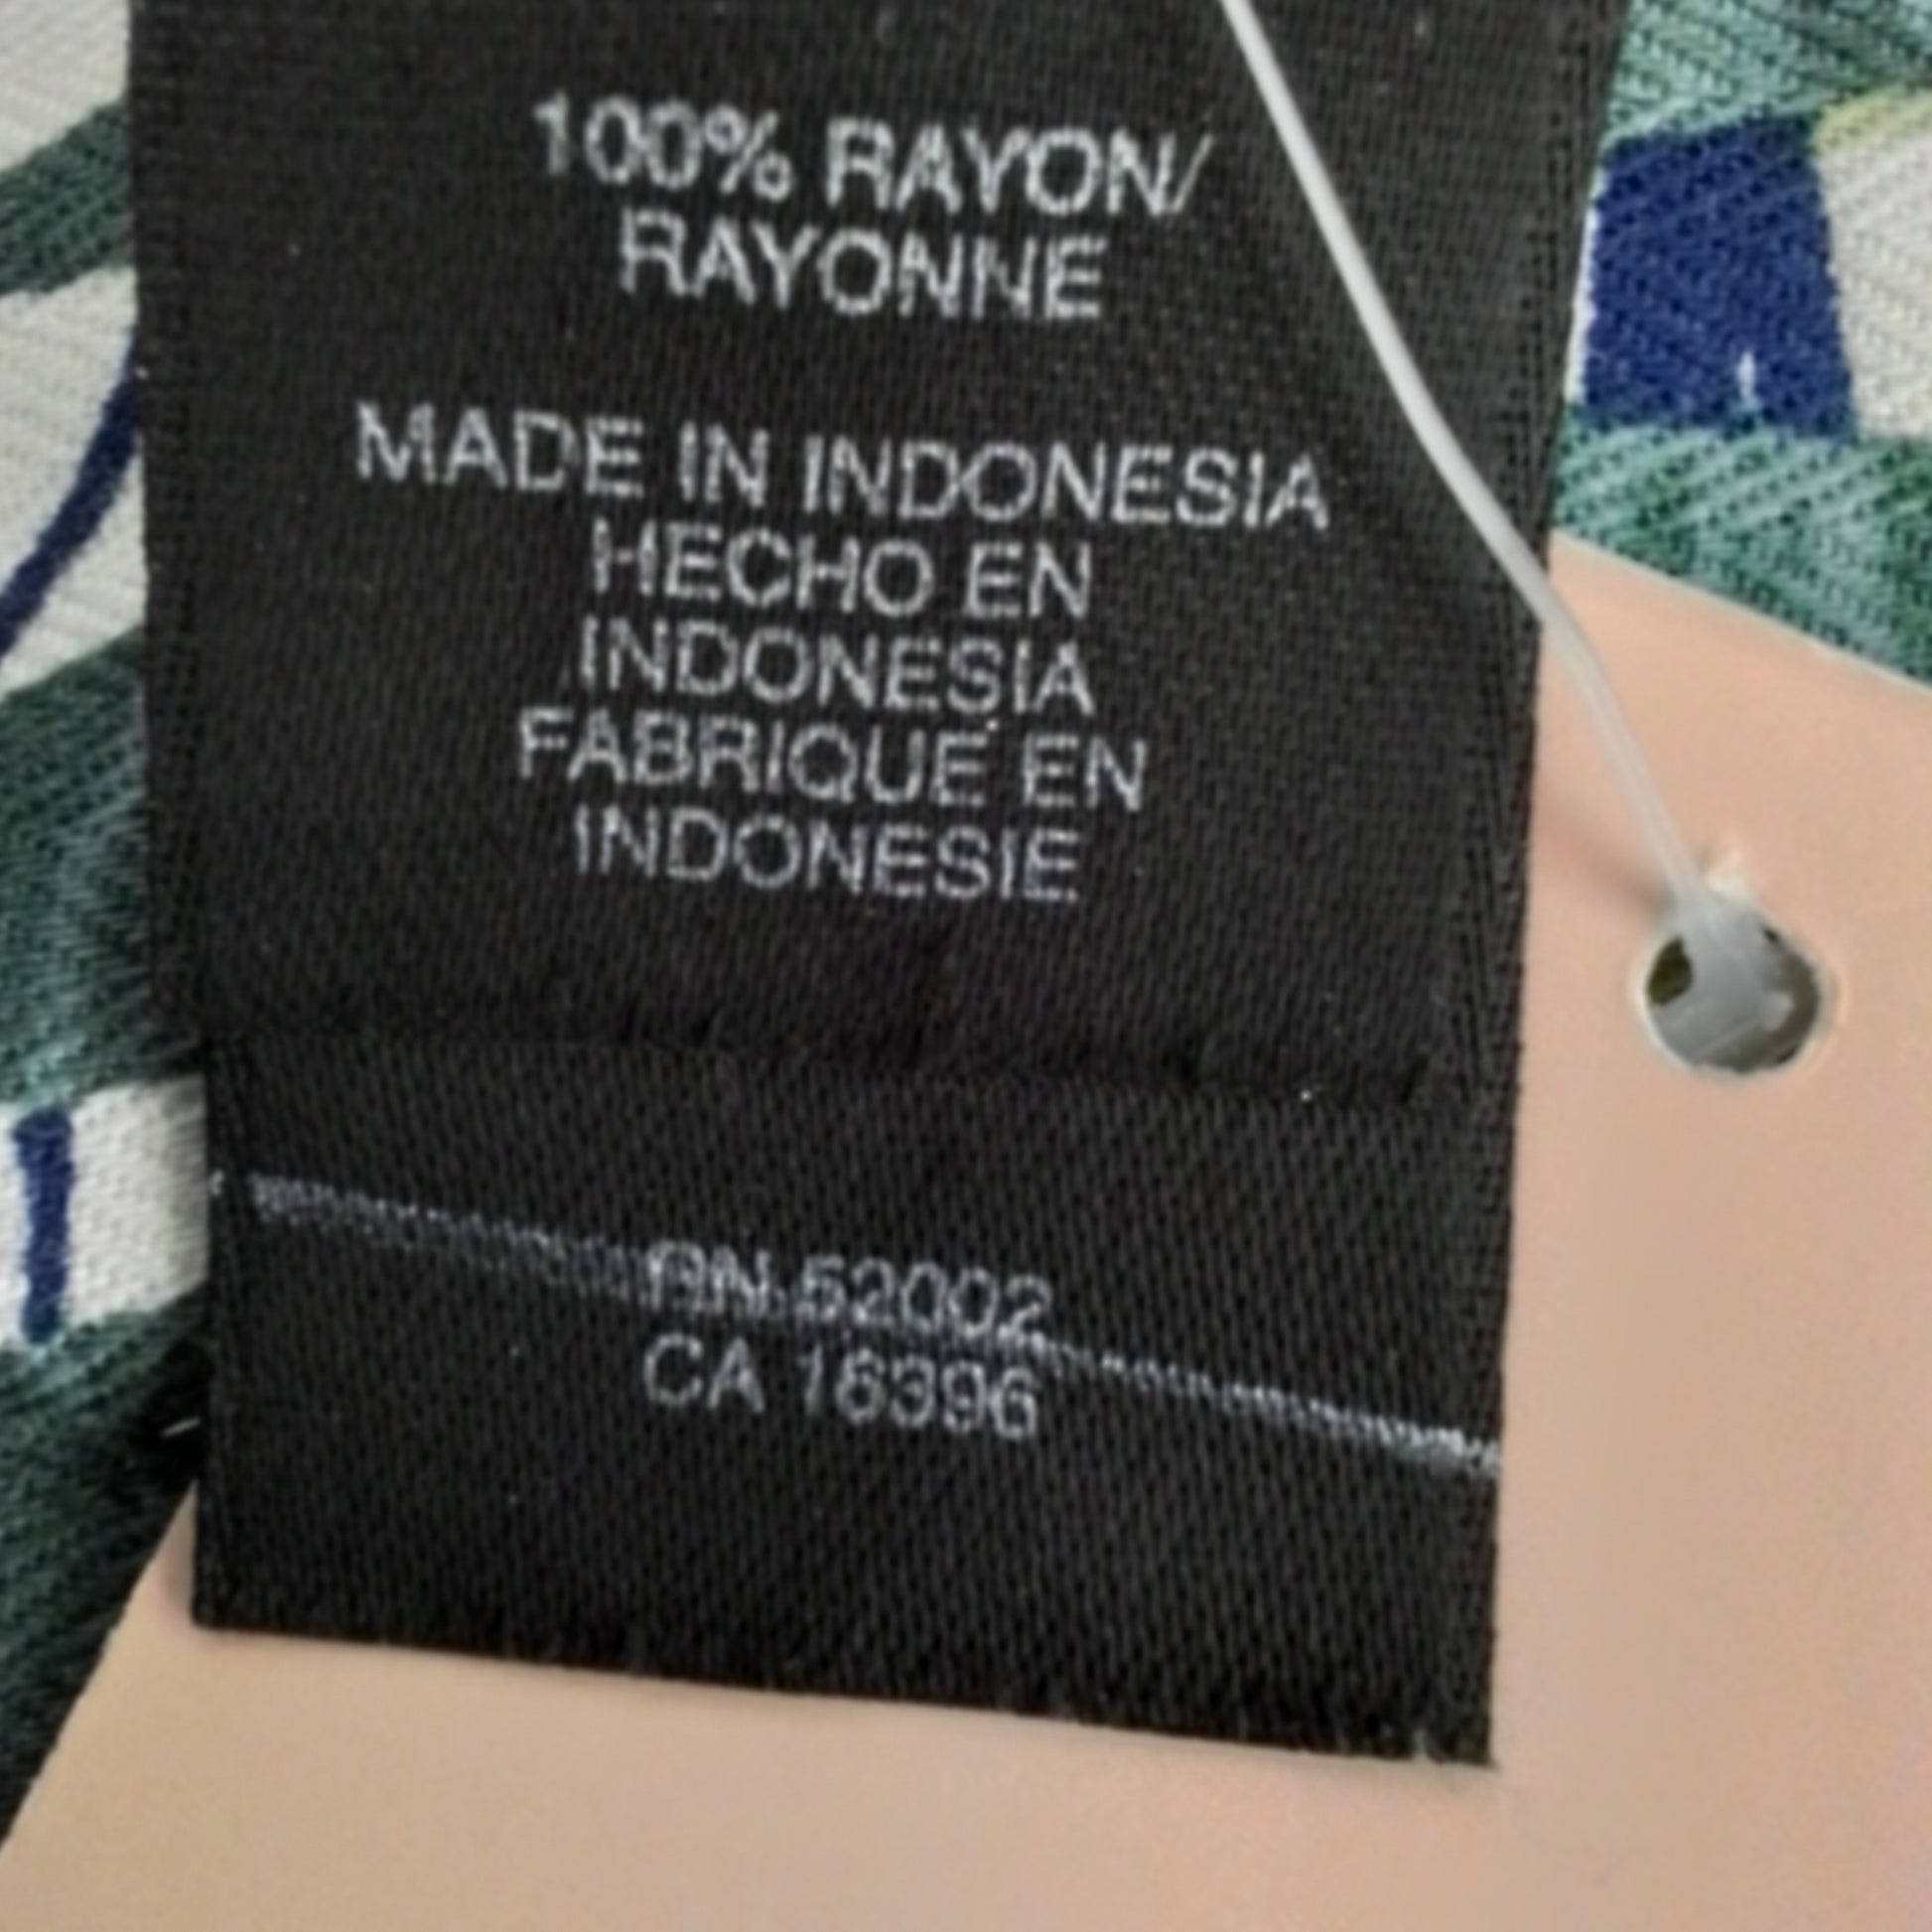 100% RAYON/
RAYONNE
MADE IN INDONESIA
HECHO EN
INDONESIA
FABRIQUE EN
INDONESIE
RN 52002
CA 16396